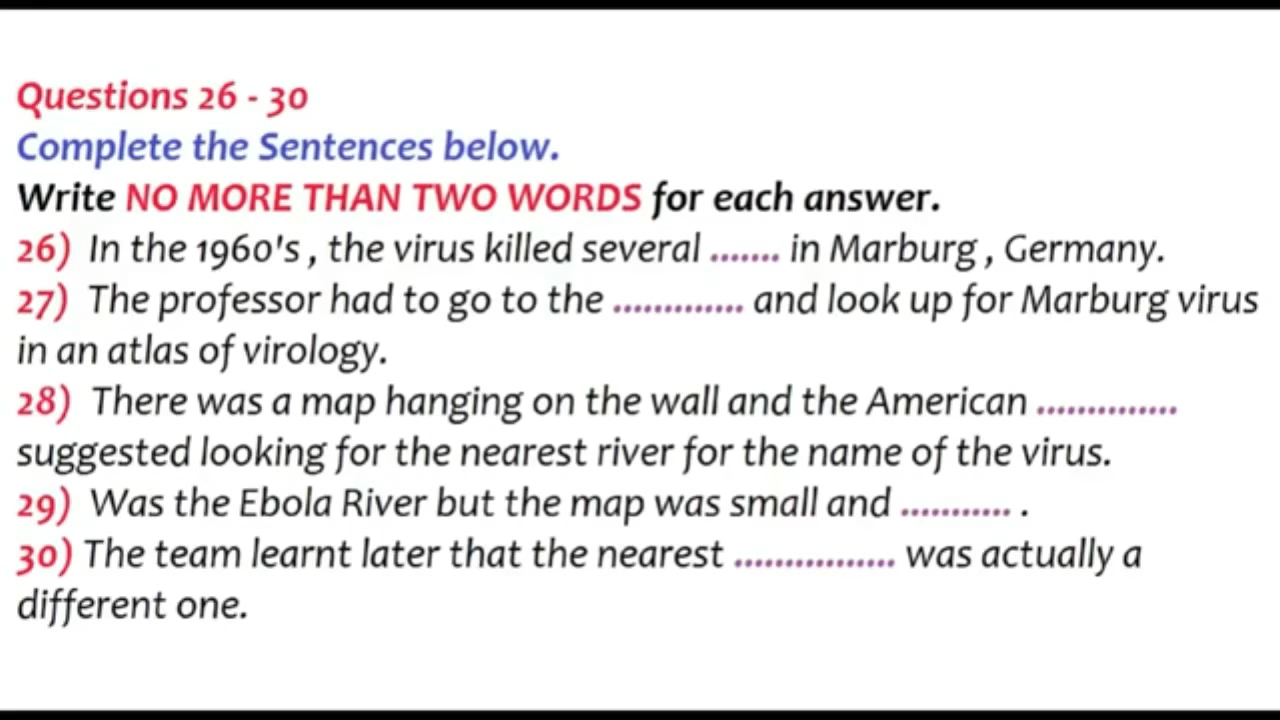 Questions 26 - 30
Complete the Sentences below.
Write NO MORE THAN TWO WORDS for each answer.
26) In the 1960's , the virus killed several ....... in Marburg , Germany.
27) The professor had to go to the ............. and look up for Marburg virus
in an atlas of virology.
28) There was a map hanging on the wall and the American ..............
suggested looking for the nearest river for the name of the virus.
29) Was the Ebola River but the map was small and ........... .
30) The team learnt later that the nearest ................ was actually a
different one.